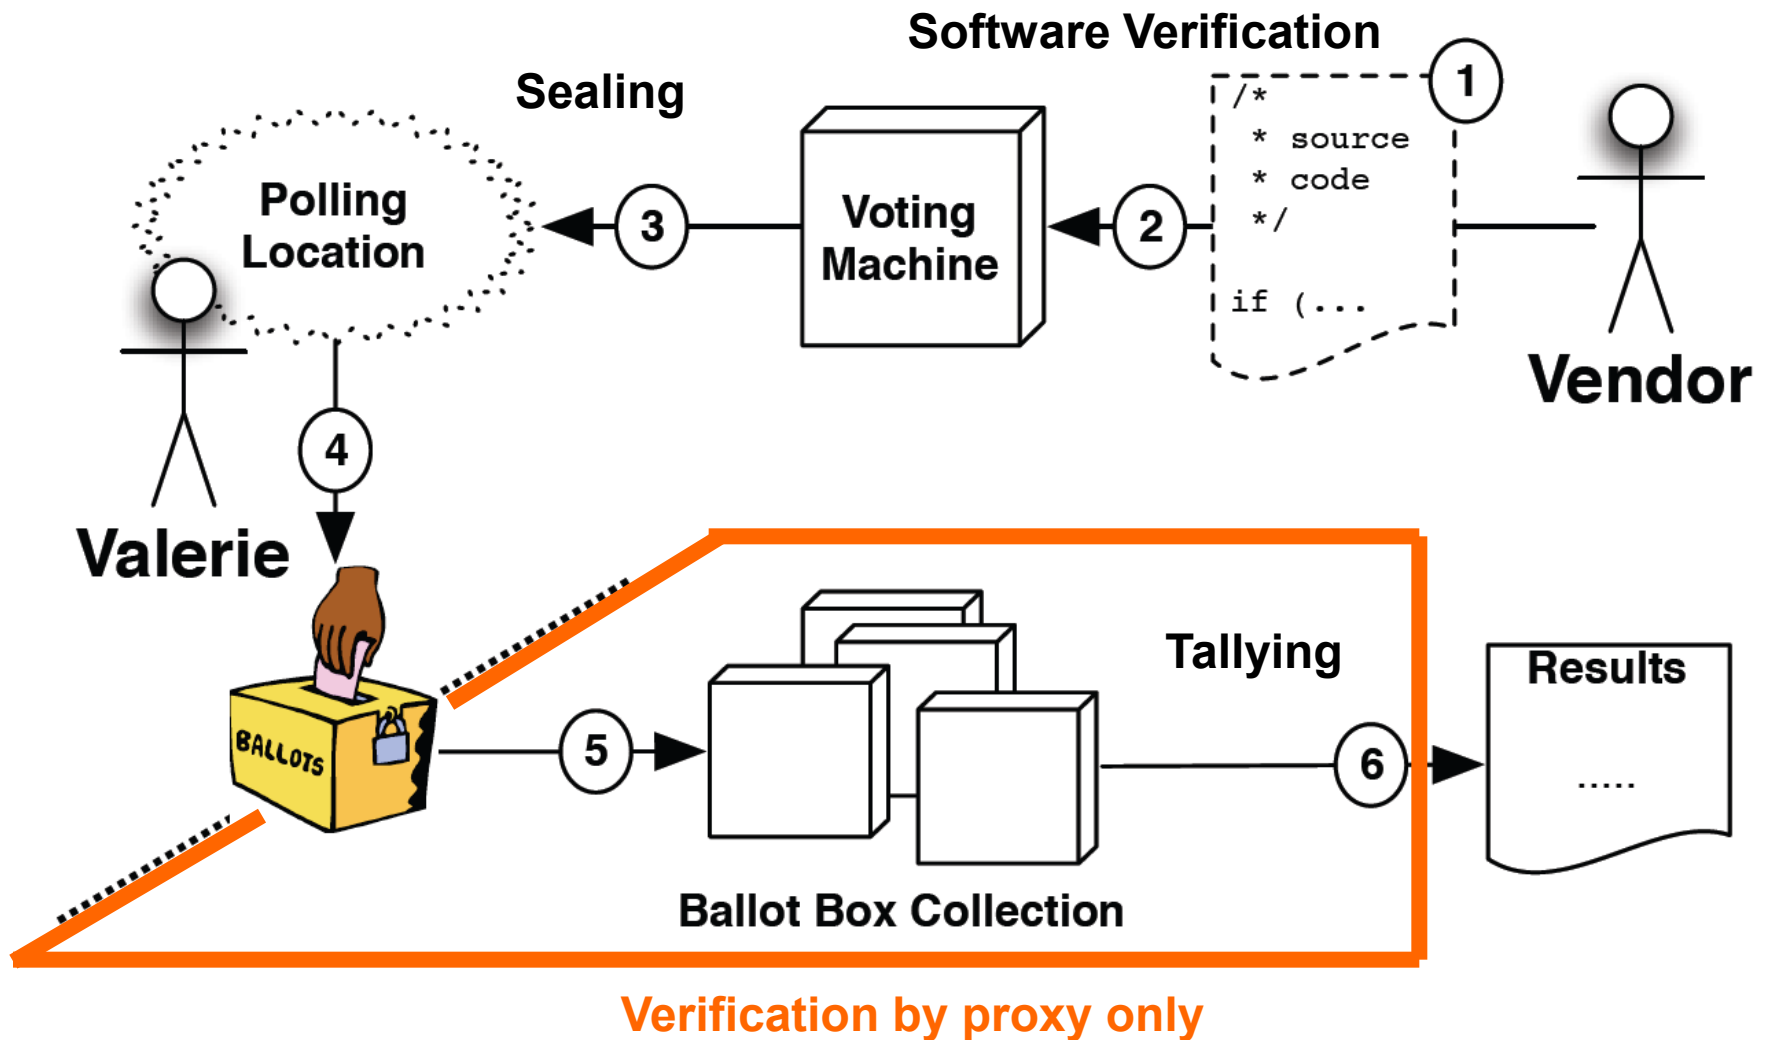 Software Verification
Sealing
1
/*
* source
* code
*/
if (...
Polling
Location
3
Voting
Machine
2
Vendor
4
Valerie
BALLOTS
5
Tallying
6
Results
.....
Ballot Box Collection
Verification by proxy only